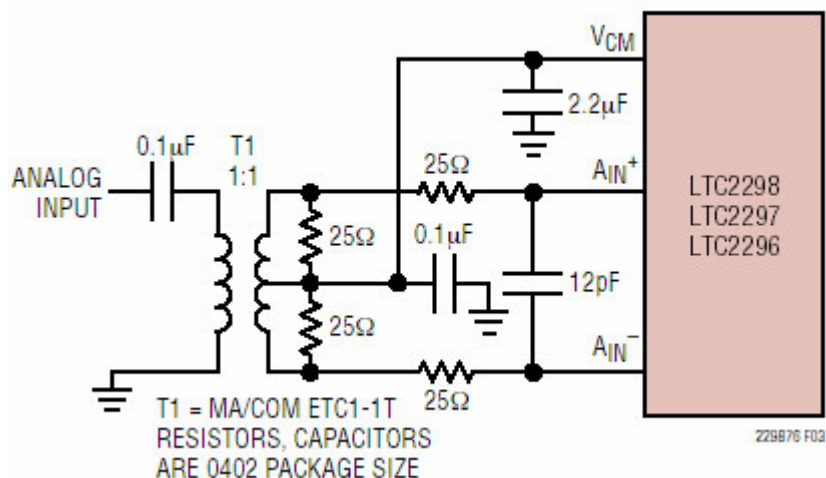 VCM
2.2µF
0.1µF
T1
1:1
ANALOG
INPUT
25Ω
AIN+
LTC2298
LTC2297
LTC2296
25Ω
0.1µF
12pF
25Ω
AIN−
25Ω
T1 = MA/COM ETC1-1T
RESISTORS, CAPACITORS
ARE 0402 PACKAGE SIZE
229876 F03